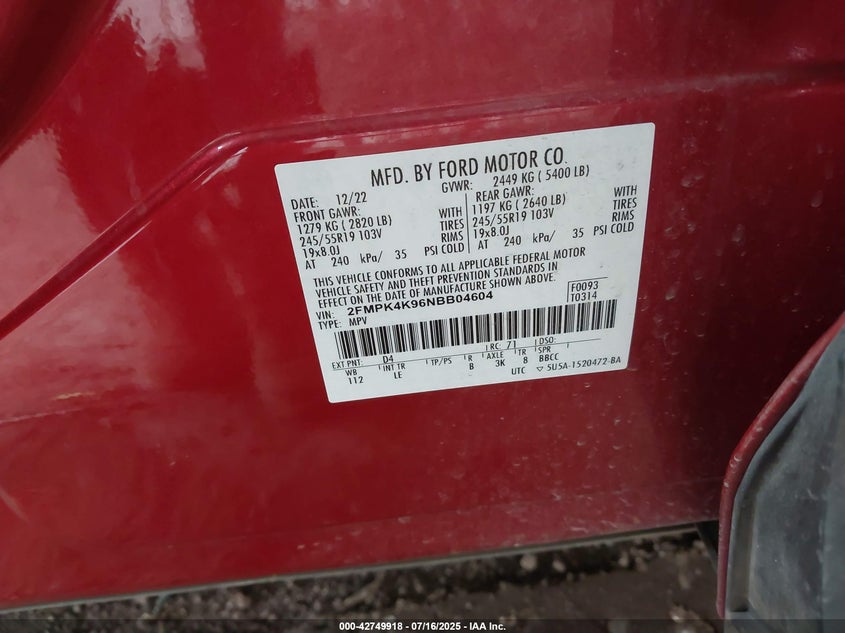 MFD. BY FORD MOTOR CO.
DATE: 12/22 GVWR: 2449 KG ( 5400 LB)
FRONT GAWR: WITH REAR GAWR: WITH
1279 KG ( 2820 LB) TIRES 1197 KG ( 2640 LB) TIRES
245/55R19 103V RIMS 245/55R19 103V RIMS
19x8.0J 19x8.0J
AT 240 kPa/ 35 PSI COLD AT 240 kPa/ 35 PSI COLD
THIS VEHICLE CONFORMS TO ALL APPLICABLE FEDERAL MOTOR
VEHICLE SAFETY AND THEFT PREVENTION STANDARDS IN
EFFECT ON THE DATE OF MANUFACTURE SHOWN ABOVE.
VIN: 2FMPK4K96NBB04604 F0093
TYPE: MPV T0314
EXT PNT: D4 RC: 71 DSO:
WB INT TR TP/PS R AXLE TR SPR
112 LE B 3K 8 BBCC
UTC ▽ 5U5A-1520472-BA
000-42749918 - 07/16/2025 - IAA Inc.